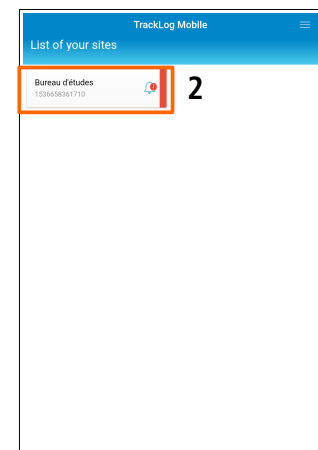 TrackLog Mobile
List of your sites
Bureau d'études
1536658361710
2